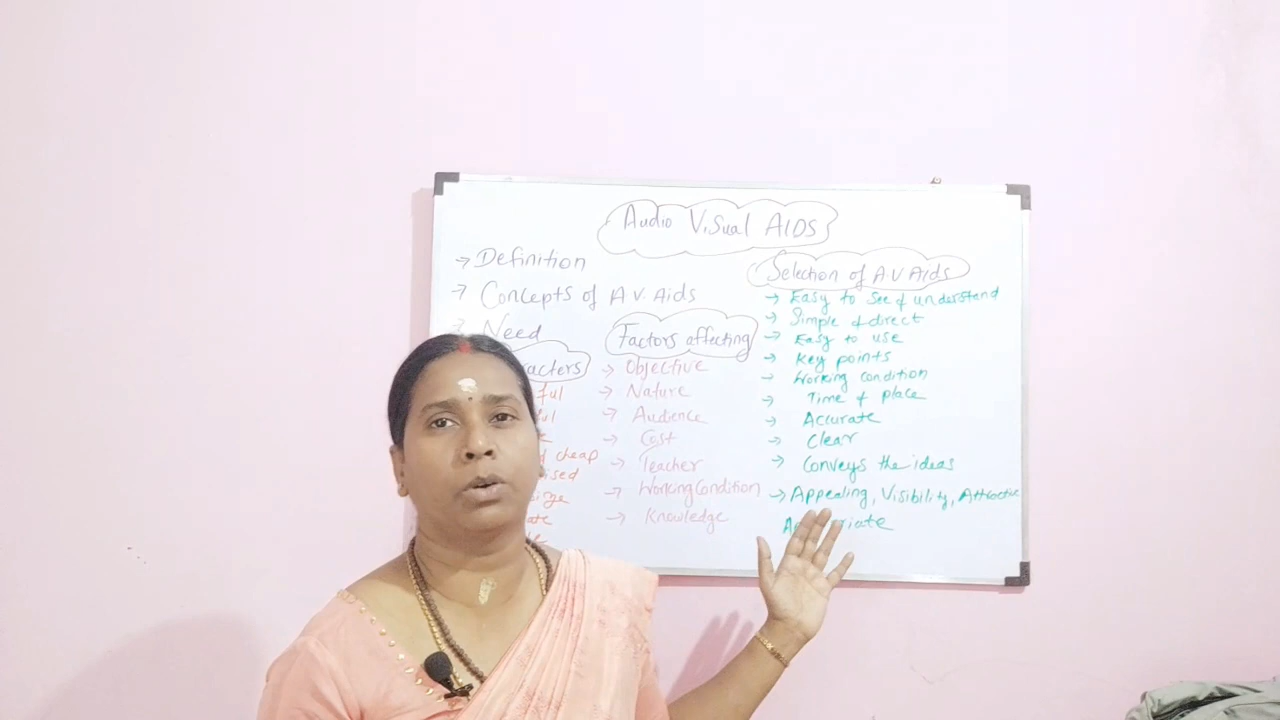 Audio Visual AIDS
→ Definition
→ Concepts of A V. Aids
→ Need
→ Objective
→ Nature
→ Audience
→ Cost
→ Teacher
→ Working Condition
→ Knowledge
Factors affecting
cheap
Selection of A V Aids
→ Easy to see & understand
→ Simple & direct
→ Easy to use
→ Key points
→ Working condition
→ Time & place
→ Accurate
→ Clear
→ Conveys the ideas
→ Appealing, Visibility,